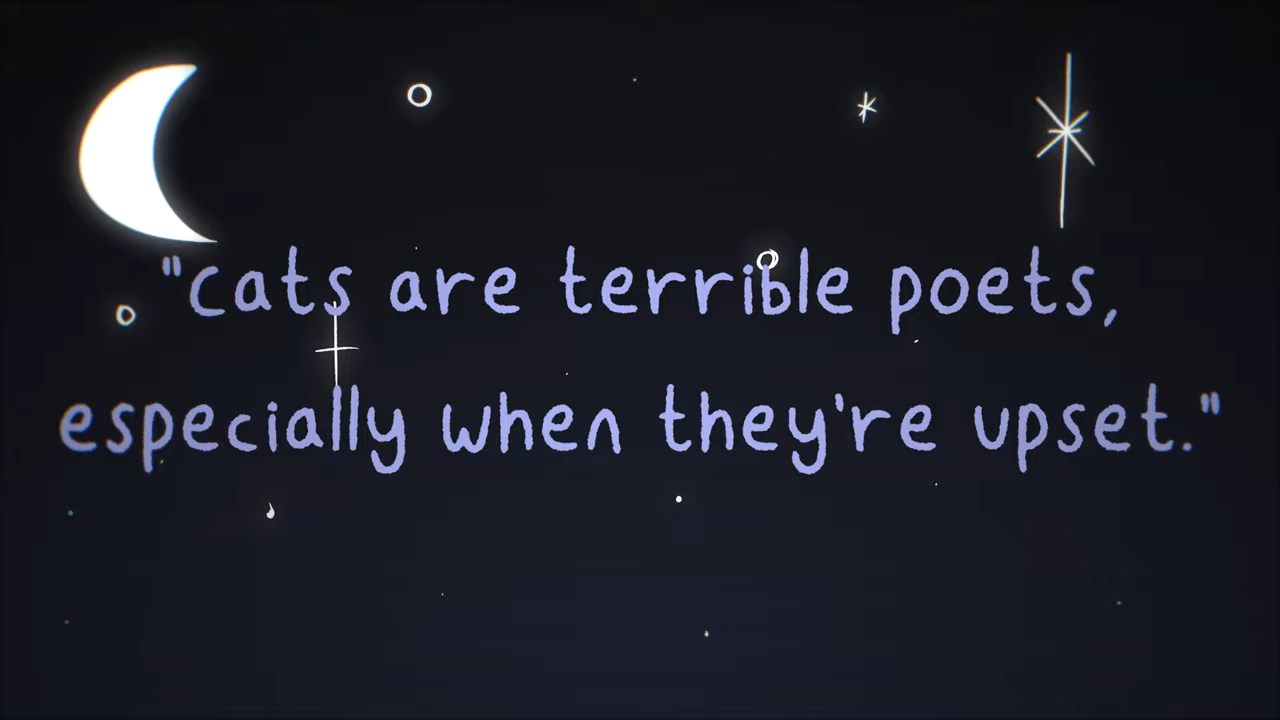 "cats are terrible poets,
especially when they're upset."